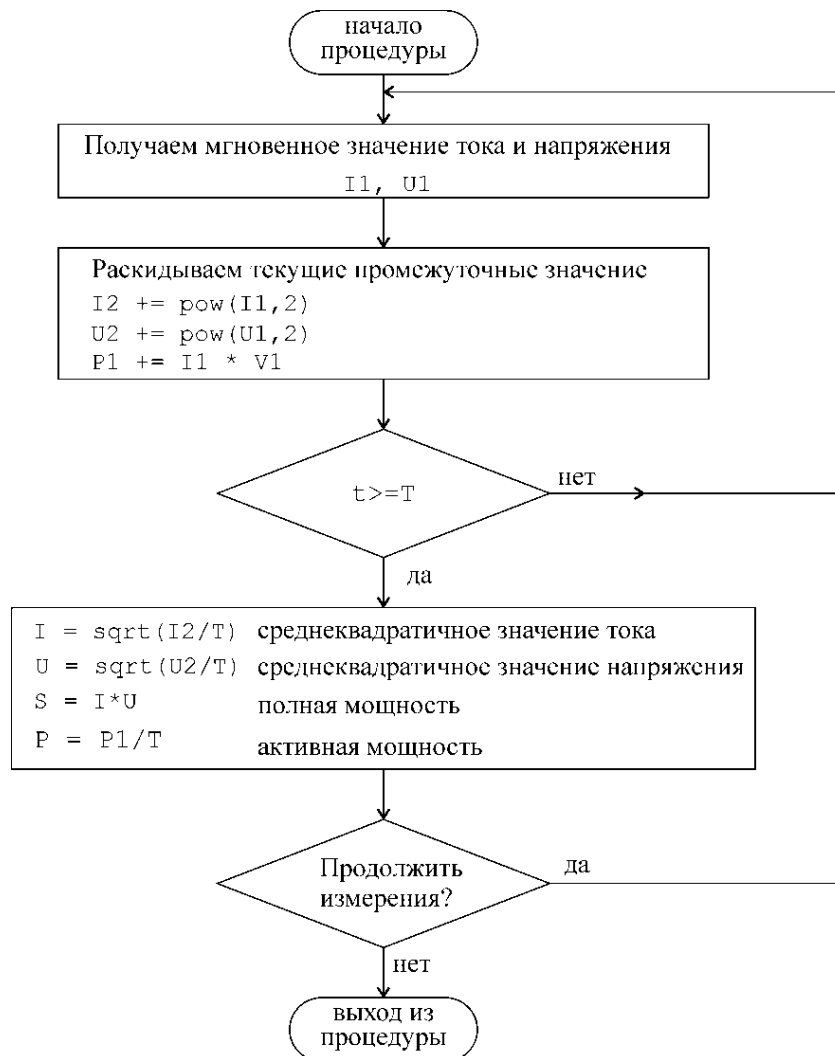 начало
процедуры
Получаем мгновенное значение тока и напряжения
I1, U1
Раскидываем текущие промежуточные значение
I2 += pow(I1,2)
U2 += pow(U1,2)
P1 += I1 * V1
t>=T
нет
да
I = sqrt(I2/T) среднеквадратичное значение тока
U = sqrt(U2/T) среднеквадратичное значение напряжения
S = I*U полная мощность
P = P1/T активная мощность
Продолжить
измерения?
да
нет
выход из
процедуры